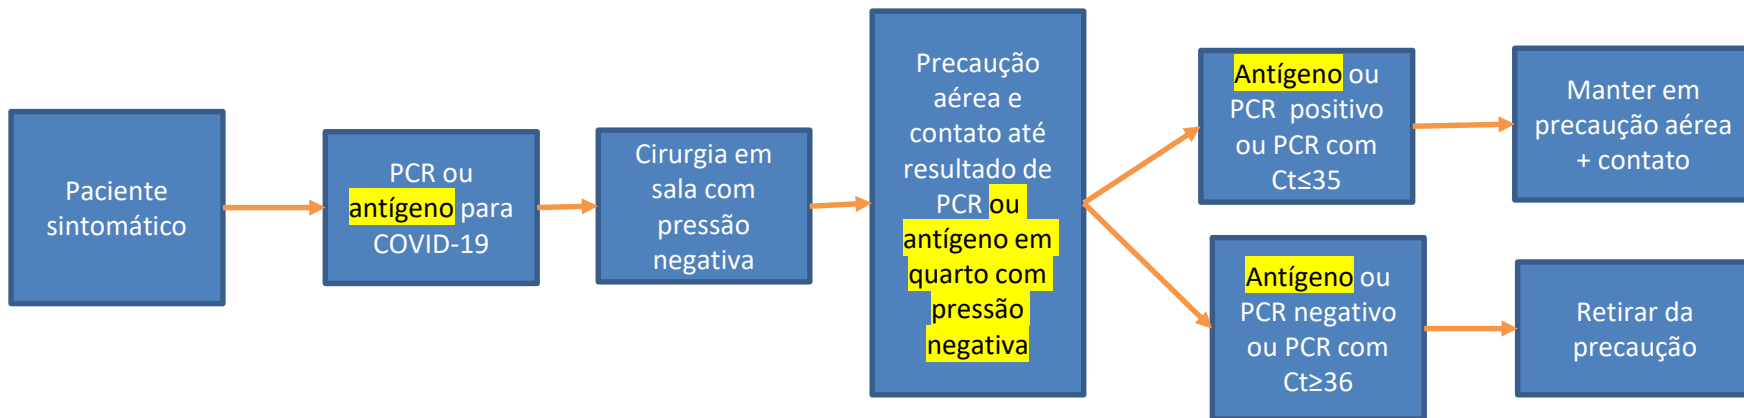 Paciente
sintomático
PCR ou
antígeno para
COVID-19
Cirurgia em
sala com
pressão
negativa
Precaução
aérea e
contato até
resultado de
PCR ou
antígeno em
quarto com
pressão
negativa
Antígeno ou
PCR positivo
ou PCR com
Ct≤35
Manter em
precaução aérea
+ contato
Antígeno ou
PCR negativo
ou PCR com
Ct≥36
Retirar da
precaução